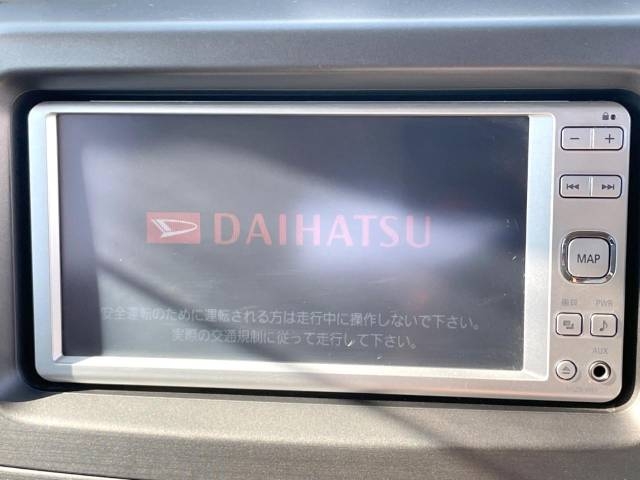 − +
DAIHATSU
MAP
画質 PWR
安全運転のために運転される方は走行中に操作しないで下さい。
実際の交通規制に従って走行して下さい。
AUX